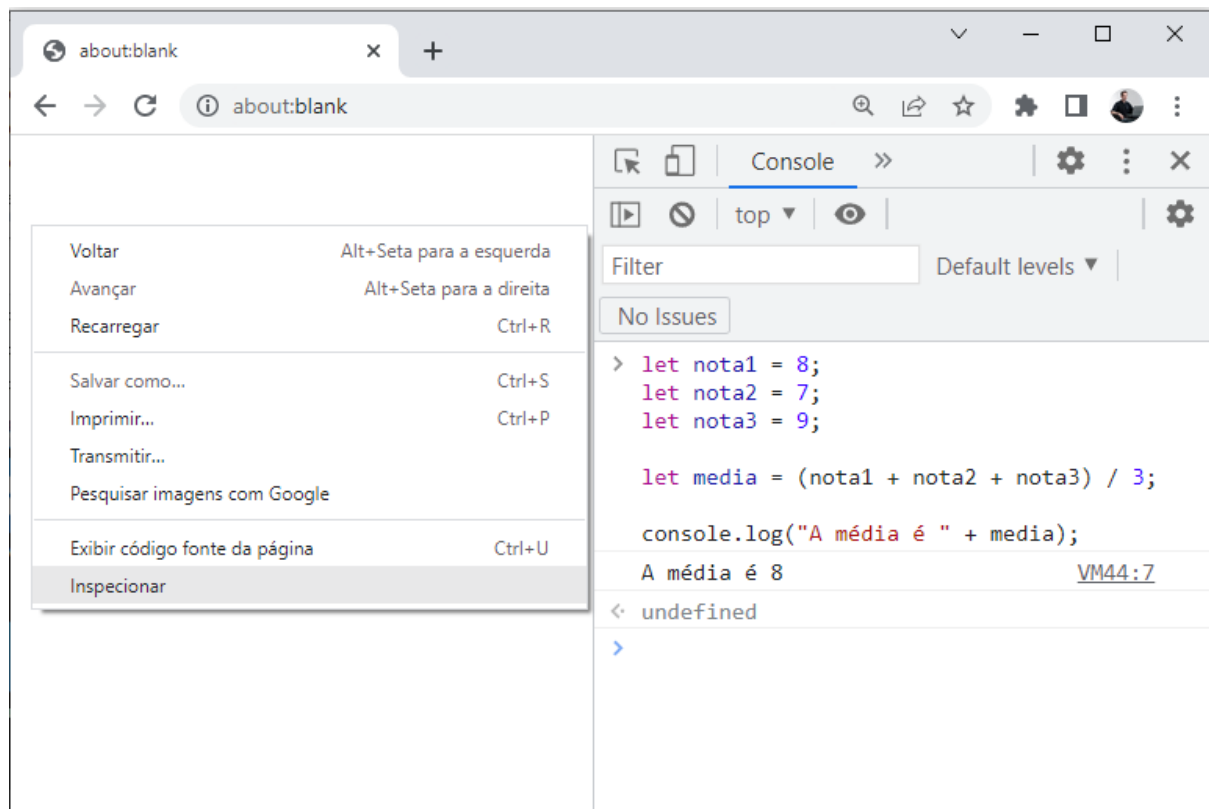 about:blank
about:blank
Voltar Alt+Seta para a esquerda
Avançar Alt+Seta para a direita
Recarregar Ctrl+R
Salvar como... Ctrl+S
Imprimir... Ctrl+P
Transmitir...
Pesquisar imagens com Google
Exibir código fonte da página Ctrl+U
Inspecionar
Console
top
Filter Default levels
No Issues
let nota1 = 8;
let nota2 = 7;
let nota3 = 9;
let media = (nota1 + nota2 + nota3) / 3;
console.log("A média é " + media);
A média é 8 VM44:7
undefined